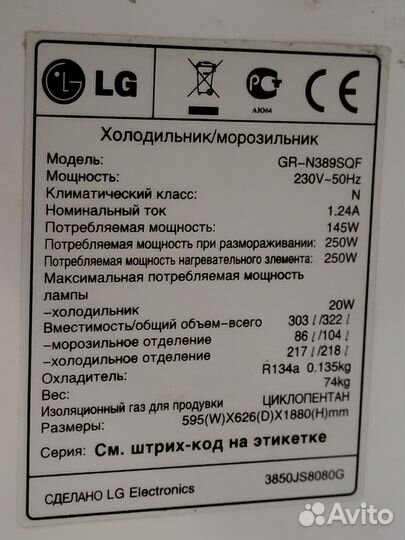 LG
АЮ64
Холодильник/морозильник
Модель: GR-N389SQF
Мощность: 230V~50Hz
Климатический класс: N
Номинальный ток 1.24A
Потребляемая мощность: 145W
Потребляемая мощность при размораживании: 250W
Потребляемая мощность нагревательного элемента: 250W
Максимальная потребляемая мощность
лампы
-холодильник 20W
Вместимость/общий объем-всего 303 l/322 l
-морозильное отделение 86 l/104 l
-холодильное отделение 217 l/218 l
Охладитель: R134a 0.135kg
Вес: 74kg
Изоляционый газ для продувки ЦИКЛОПЕНТАН
Размеры: 595(W)X626(D)X1880(H)mm
Серия: См. штрих-код на этикетке
СДЕЛАНО LG Electronics 3850JS8080G
Avito